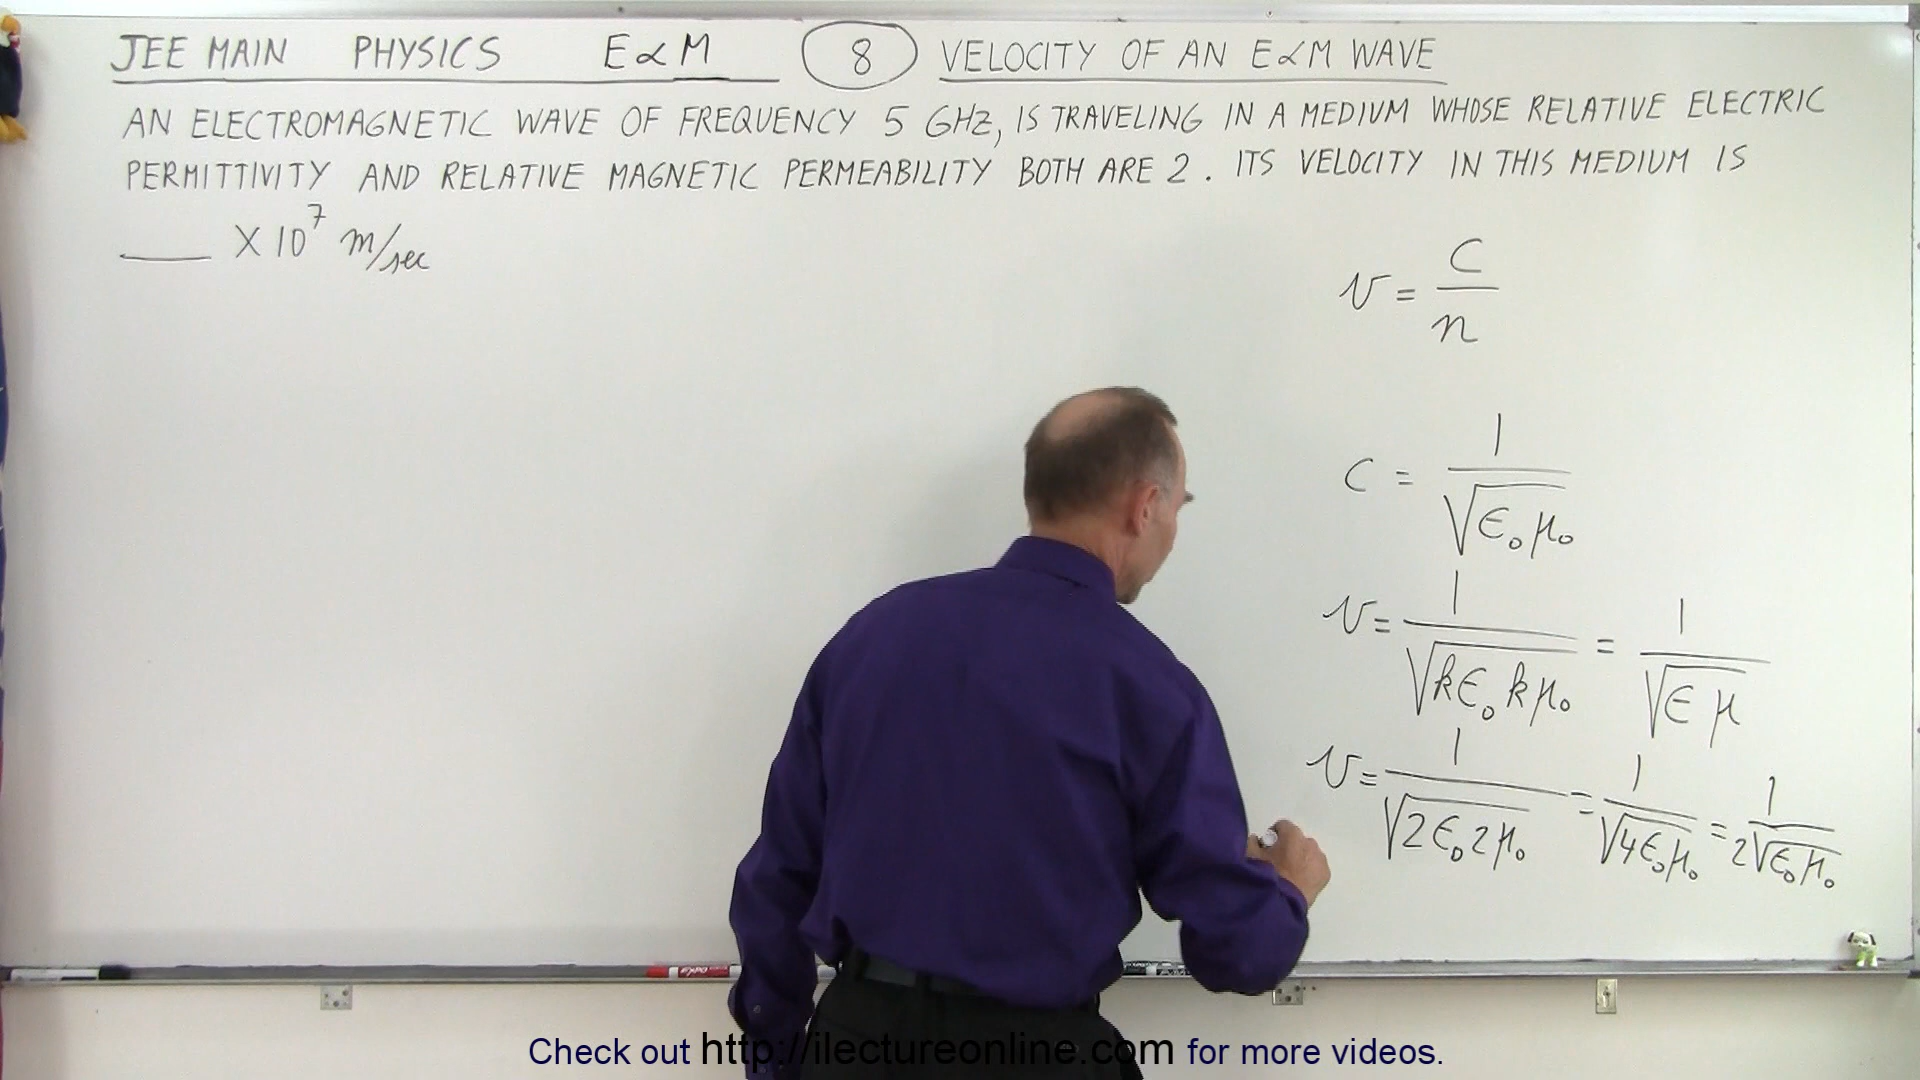 JEE MAIN PHYSICS E&M 8 VELOCITY OF AN E&M WAVE
AN ELECTROMAGNETIC WAVE OF FREQUENCY 5 GHZ, IS TRAVELING IN A MEDIUM WHOSE RELATIVE ELECTRIC
PERMITTIVITY AND RELATIVE MAGNETIC PERMEABILITY BOTH ARE 2. ITS VELOCITY IN THIS MEDIUM IS
____ X 10⁷ m/sec
v = C/n
C = 1/√(ε₀μ₀)
v = 1/√(kε₀kμ₀) = 1/√(εμ)
v = 1/√(2ε₀2μ₀) = 1/√(4ε₀μ₀) = 1/(2√(ε₀μ₀))
EXPO
Check out http://ilectureonline.com for more videos.